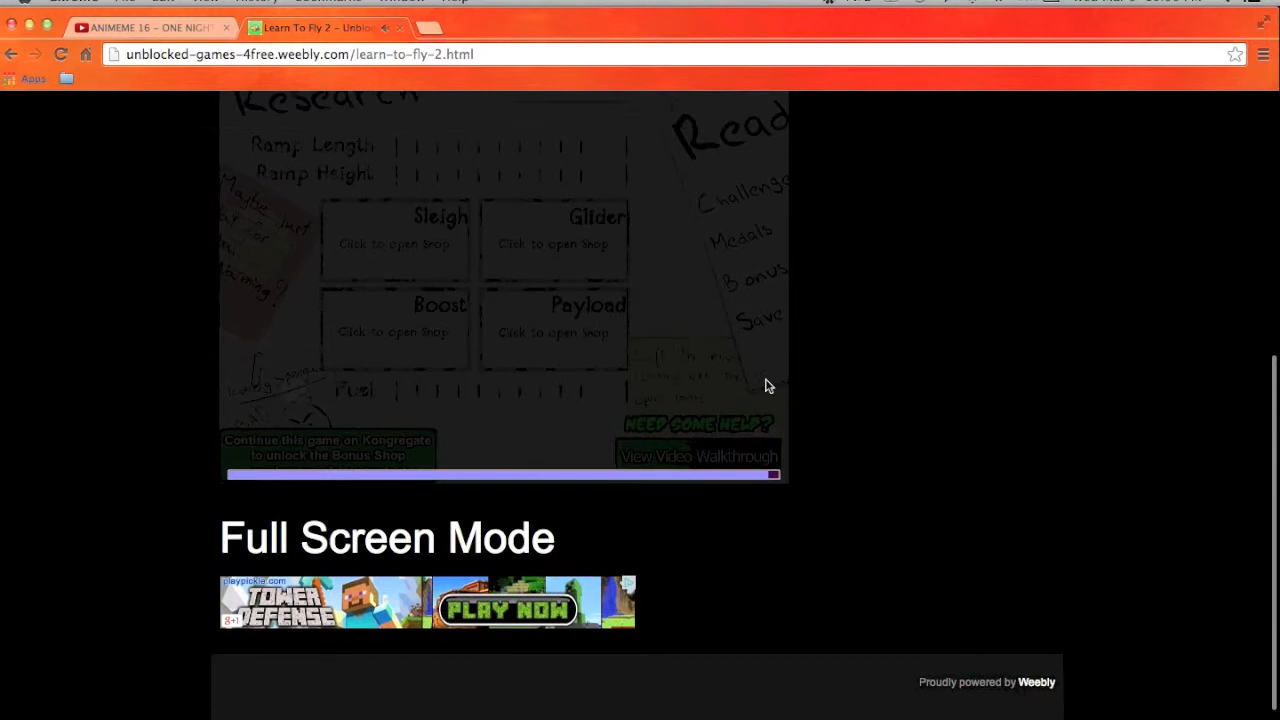 ANIMEME 16 – ONE NIGHT
Learn To Fly 2 – Unblo
unblocked-games-4free.weebly.com/learn-to-fly-2.html
Apps
Research
Read
Ramp Length
Ramp Height
Challenge
Medals
Bonus
Save
Maybe
Sleigh
Click to open Shop
Glider
Click to open Shop
Boost
Click to open Shop
Payload
Click to open Shop
Fuel
NEED SOME HELP?
View Video Walkthrough
Continue this game on Kongregate
to unlock the Bonus Shop
Full Screen Mode
playpickle.com
TOWER
DEFENSE
g+1
PLAY NOW
Proudly powered by Weebly